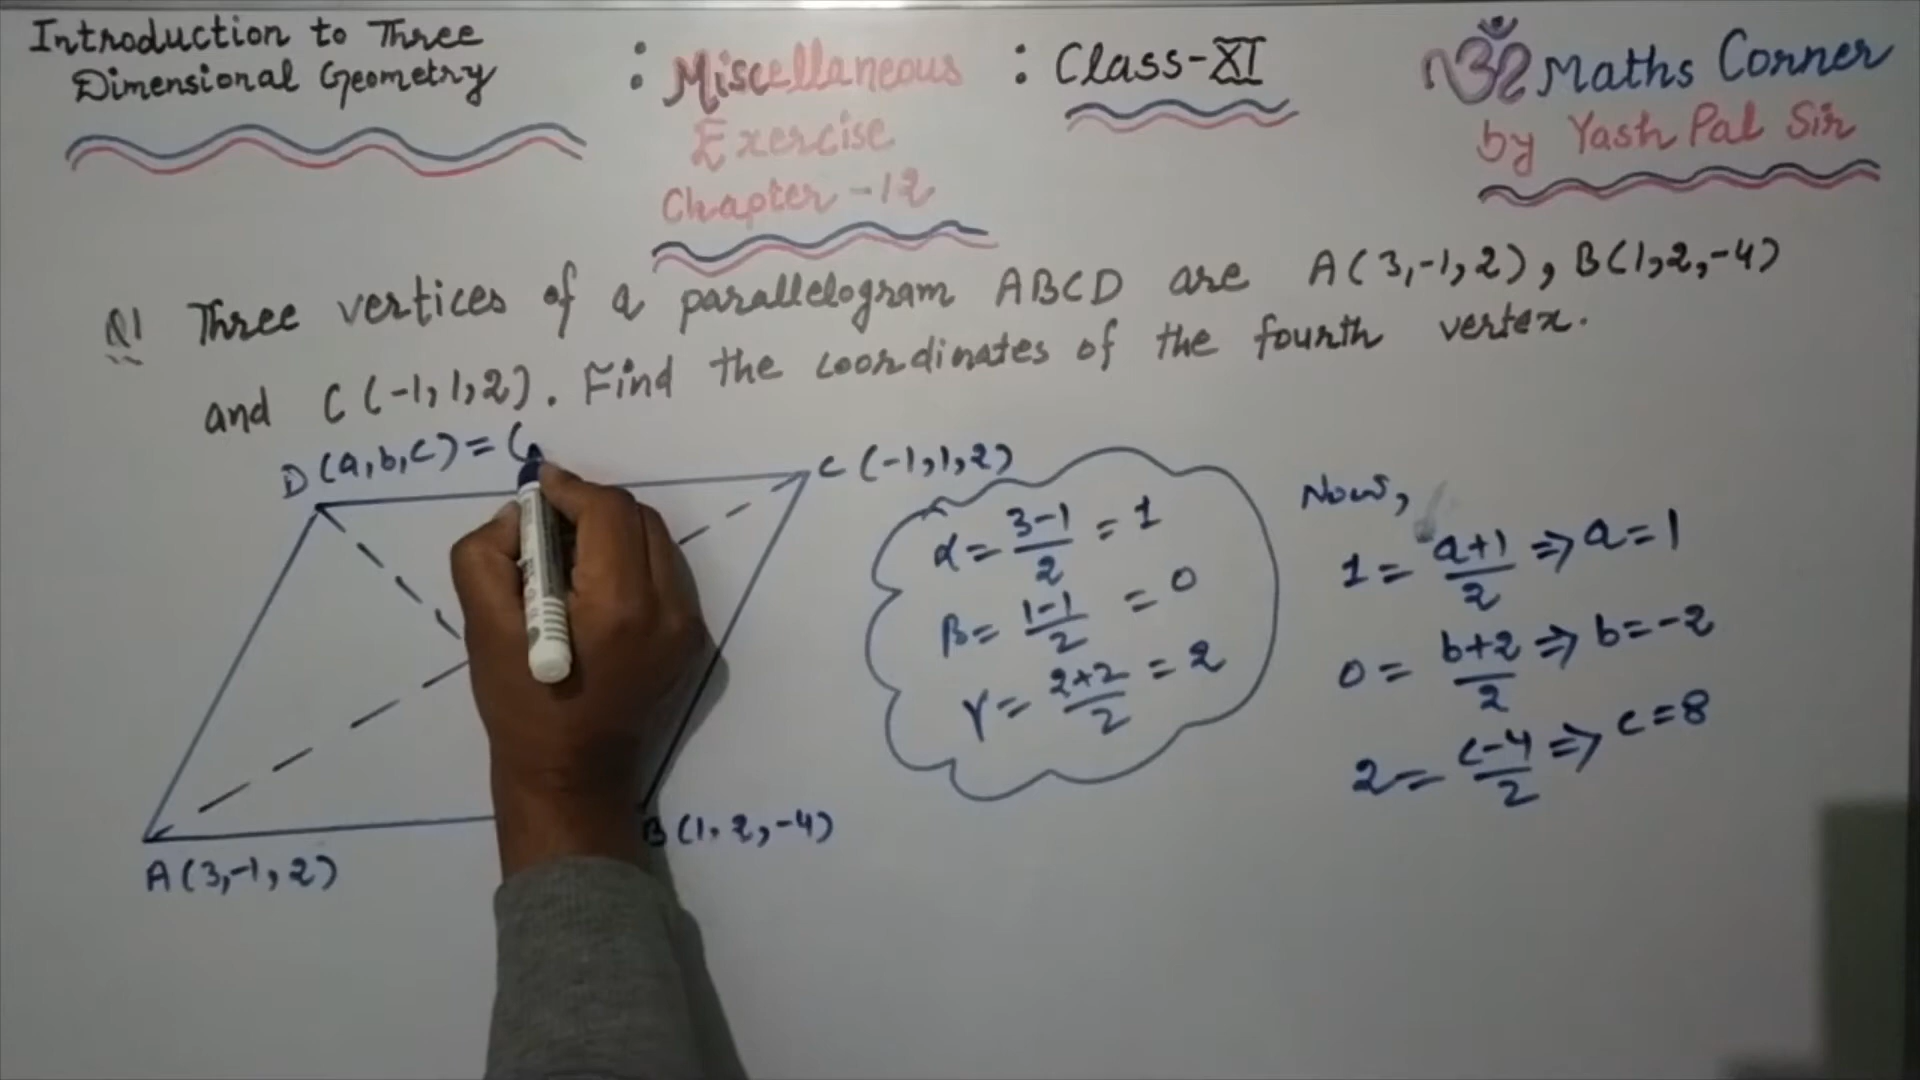 Introduction to Three
Dimensional Geometry
: Miscellaneous
Exercise
Chapter-12
: Class-XI
ॐ Maths Corner
by Yash Pal Sir
Q1 Three vertices of a parallelogram ABCD are A(3,-1,2), B(1,2,-4)
and C(-1,1,2). Find the coordinates of the fourth vertex.
D(a,b,c)=(
C(-1,1,2)
A(3,-1,2)
B(1,2,-4)
α = 3-1/2 = 1
β = 1-1/2 = 0
γ = 2+2/2 = 2
Now,
1 = a+1/2 ⇒ a=1
0 = b+2/2 ⇒ b=-2
2 = c-4/2 ⇒ c=8